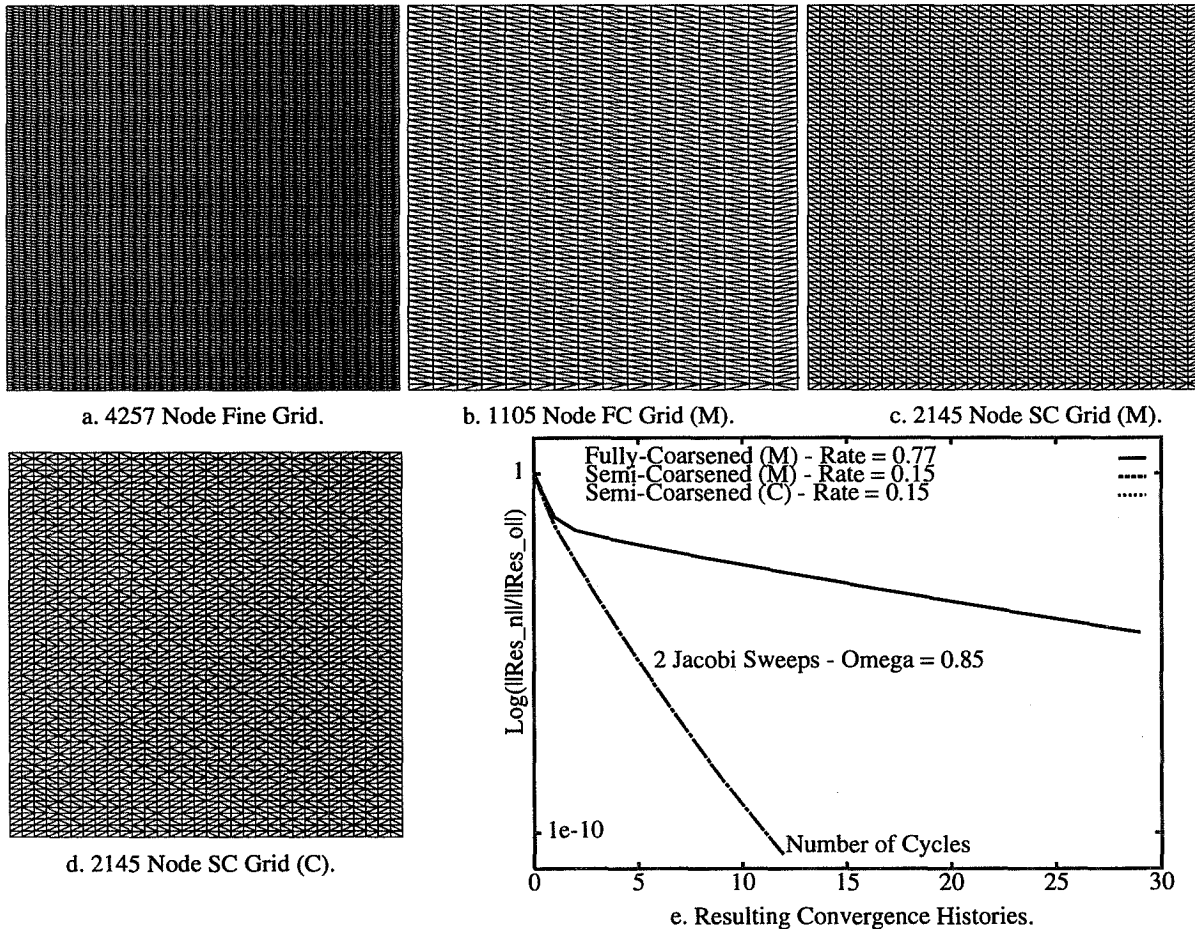 a. 4257 Node Fine Grid.
b. 1105 Node FC Grid (M).
c. 2145 Node SC Grid (M).
d. 2145 Node SC Grid (C).
Fully-Coarsened (M) - Rate = 0.77
Semi-Coarsened (M) - Rate = 0.15
Semi-Coarsened (C) - Rate = 0.15
1
Log(||Res_n||/||Res_o||)
2 Jacobi Sweeps - Omega = 0.85
1e-10
Number of Cycles
0 5 10 15 20 25 30
e. Resulting Convergence Histories.